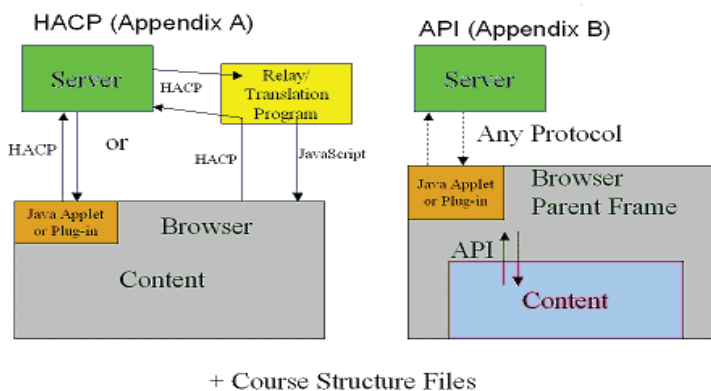 HACP (Appendix A)
Server
Relay/
Translation
Program
HACP
HACP
or
HACP
JavaScript
Java Applet
or Plug-in
Browser
Content
API (Appendix B)
Server
Any Protocol
Java Applet
or Plug-in
Browser
Parent Frame
API
Content
+ Course Structure Files